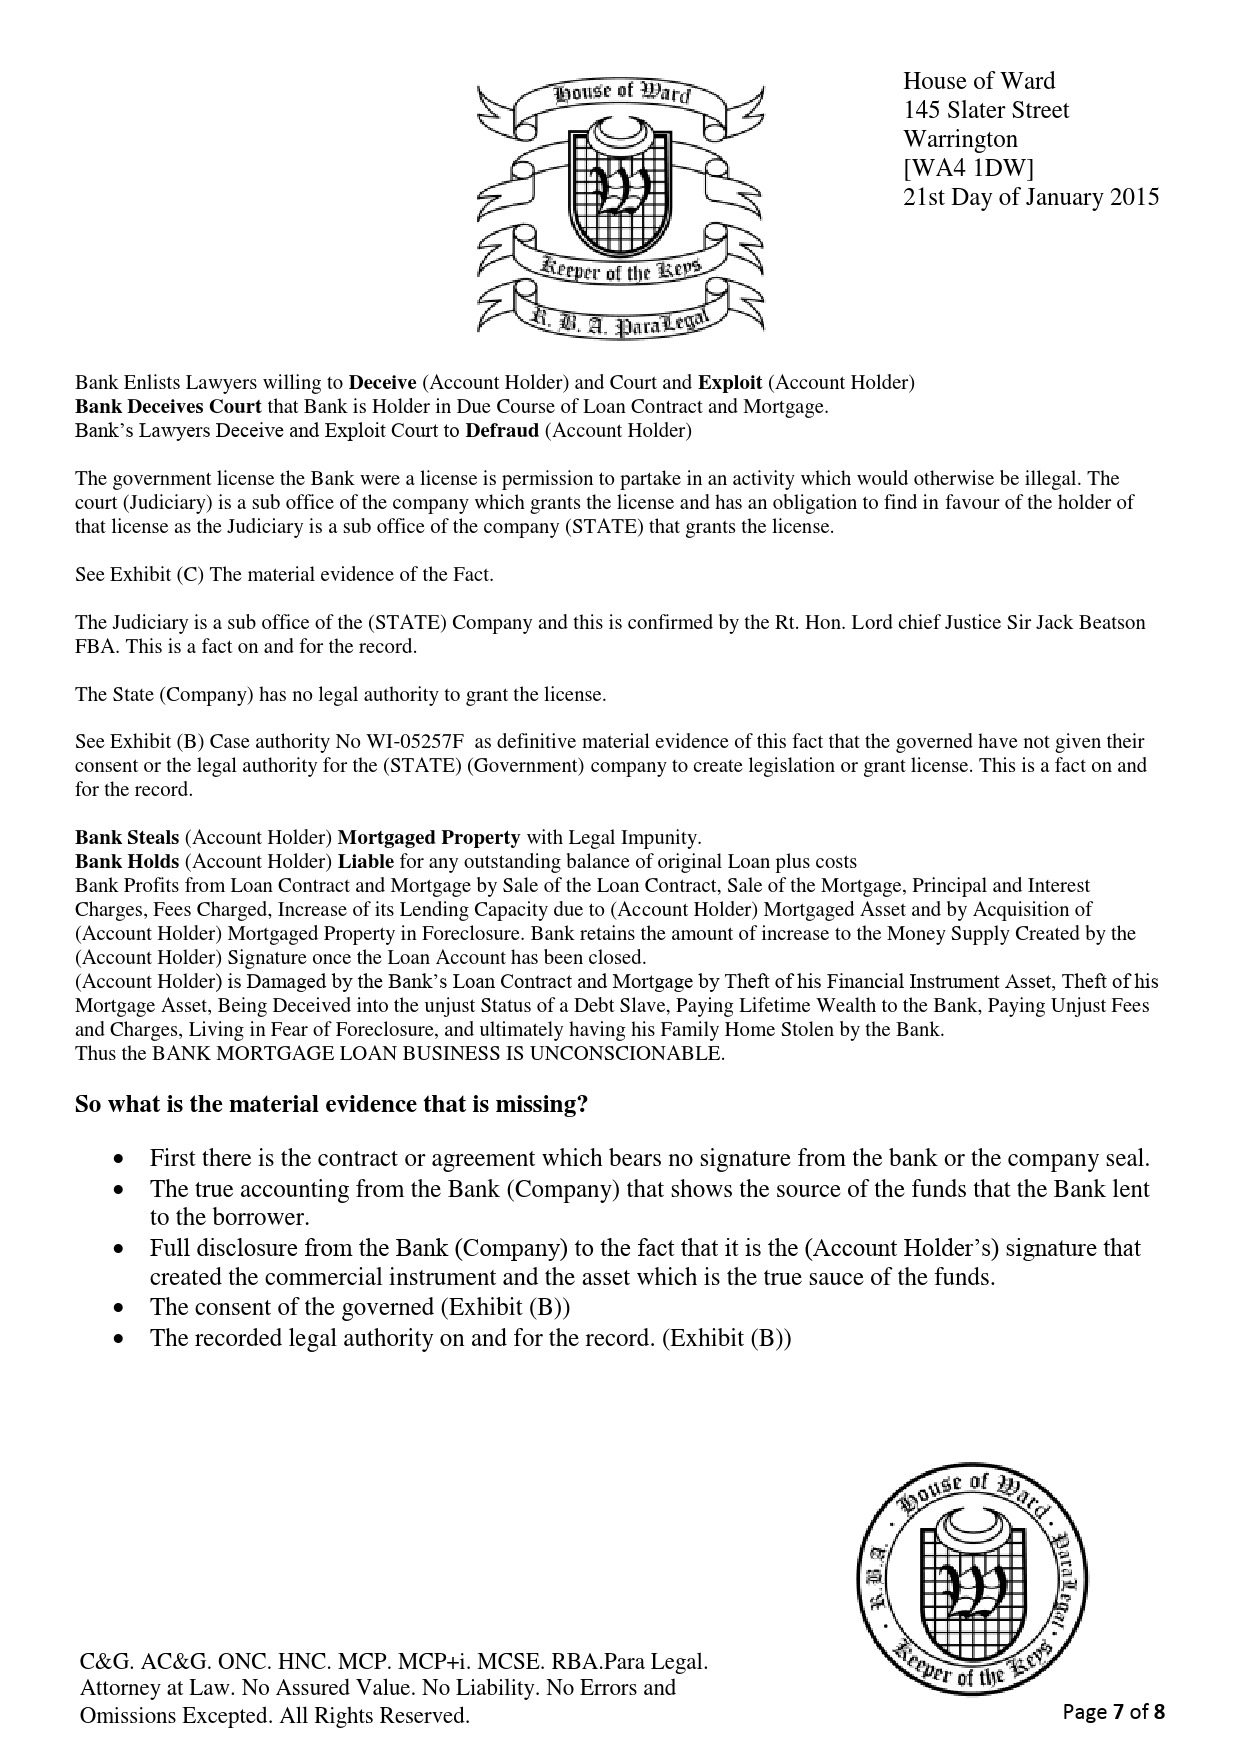 House of Ward
145 Slater Street
Warrington
[WA4 1DW]
21st Day of January 2015
House of Ward
W
Keeper of the Keys
R. B. A. ParaLegal
Bank Enlists Lawyers willing to Deceive (Account Holder) and Court and Exploit (Account Holder)
Bank Deceives Court that Bank is Holder in Due Course of Loan Contract and Mortgage.
Bank’s Lawyers Deceive and Exploit Court to Defraud (Account Holder)
The government license the Bank were a license is permission to partake in an activity which would otherwise be illegal. The
court (Judiciary) is a sub office of the company which grants the license and has an obligation to find in favour of the holder of
that license as the Judiciary is a sub office of the company (STATE) that grants the license.
See Exhibit (C) The material evidence of the Fact.
The Judiciary is a sub office of the (STATE) Company and this is confirmed by the Rt. Hon. Lord chief Justice Sir Jack Beatson
FBA. This is a fact on and for the record.
The State (Company) has no legal authority to grant the license.
See Exhibit (B) Case authority No WI-05257F as definitive material evidence of this fact that the governed have not given their
consent or the legal authority for the (STATE) (Government) company to create legislation or grant license. This is a fact on and
for the record.
Bank Steals (Account Holder) Mortgaged Property with Legal Impunity.
Bank Holds (Account Holder) Liable for any outstanding balance of original Loan plus costs
Bank Profits from Loan Contract and Mortgage by Sale of the Loan Contract, Sale of the Mortgage, Principal and Interest
Charges, Fees Charged, Increase of its Lending Capacity due to (Account Holder) Mortgaged Asset and by Acquisition of
(Account Holder) Mortgaged Property in Foreclosure. Bank retains the amount of increase to the Money Supply Created by the
(Account Holder) Signature once the Loan Account has been closed.
(Account Holder) is Damaged by the Bank’s Loan Contract and Mortgage by Theft of his Financial Instrument Asset, Theft of his
Mortgage Asset, Being Deceived into the unjust Status of a Debt Slave, Paying Lifetime Wealth to the Bank, Paying Unjust Fees
and Charges, Living in Fear of Foreclosure, and ultimately having his Family Home Stolen by the Bank.
Thus the BANK MORTGAGE LOAN BUSINESS IS UNCONSCIONABLE.
So what is the material evidence that is missing?
• First there is the contract or agreement which bears no signature from the bank or the company seal.
• The true accounting from the Bank (Company) that shows the source of the funds that the Bank lent
to the borrower.
• Full disclosure from the Bank (Company) to the fact that it is the (Account Holder’s) signature that
created the commercial instrument and the asset which is the true sauce of the funds.
• The consent of the governed (Exhibit (B))
• The recorded legal authority on and for the record. (Exhibit (B))
R.B.A. · House of Ward · ParaLegal · Keeper of the Keys ·
W
C&G. AC&G. ONC. HNC. MCP. MCP+i. MCSE. RBA.Para Legal.
Attorney at Law. No Assured Value. No Liability. No Errors and
Omissions Excepted. All Rights Reserved.
Page 7 of 8